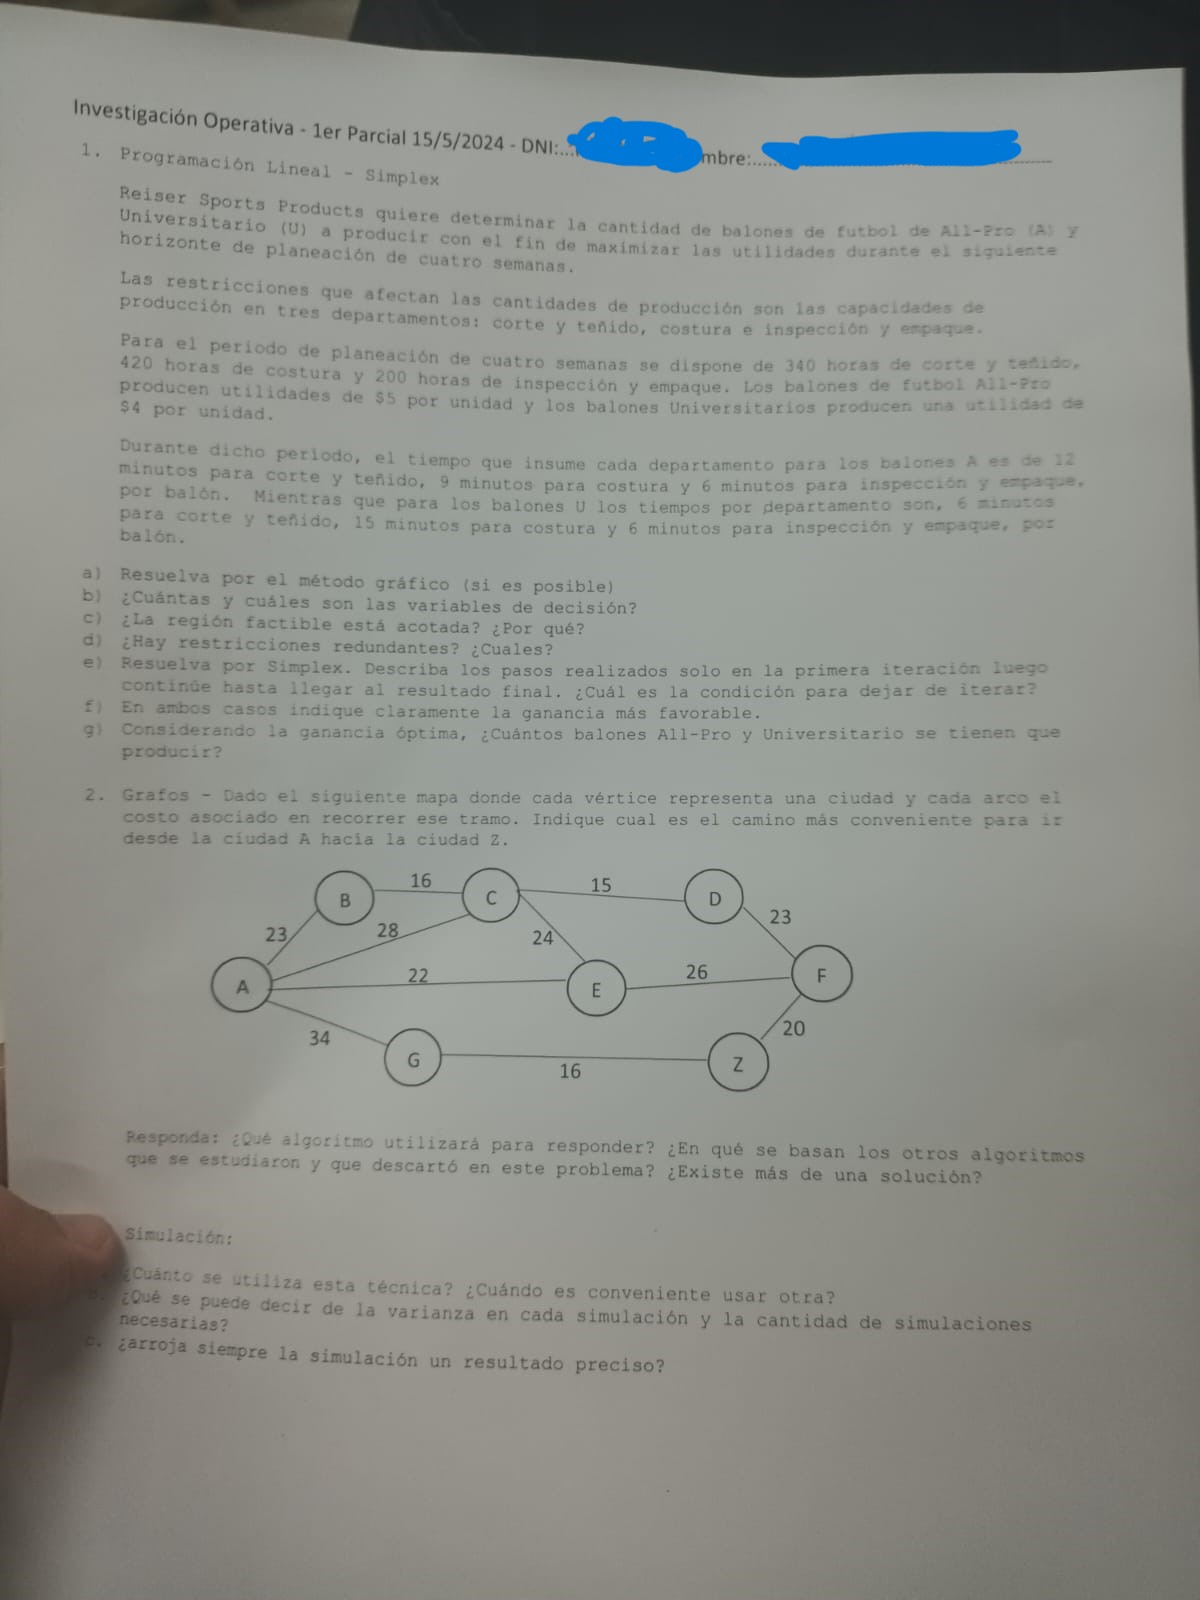 Investigación Operativa - 1er Parcial 15/5/2024 - DNI:... mbre:......
1. Programación Lineal - Simplex
Reiser Sports Products quiere determinar la cantidad de balones de futbol de All-Pro (A) y
Universitario (U) a producir con el fin de maximizar las utilidades durante el siguiente
horizonte de planeación de cuatro semanas.
Las restricciones que afectan las cantidades de producción son las capacidades de
producción en tres departamentos: corte y teñido, costura e inspección y empaque.
Para el periodo de planeación de cuatro semanas se dispone de 340 horas de corte y teñido,
420 horas de costura y 200 horas de inspección y empaque. Los balones de futbol All-Pro
producen utilidades de $5 por unidad y los balones Universitarios producen una utilidad de
$4 por unidad.
Durante dicho periodo, el tiempo que insume cada departamento para los balones A es de 12
minutos para corte y teñido, 9 minutos para costura y 6 minutos para inspección y empaque,
por balón. Mientras que para los balones U los tiempos por departamento son, 6 minutos
para corte y teñido, 15 minutos para costura y 6 minutos para inspección y empaque, por
balón.
a) Resuelva por el método gráfico (si es posible)
b) ¿Cuántas y cuáles son las variables de decisión?
c) ¿La región factible está acotada? ¿Por qué?
d) ¿Hay restricciones redundantes? ¿Cuales?
e) Resuelva por Simplex. Describa los pasos realizados solo en la primera iteración luego
continúe hasta llegar al resultado final. ¿Cuál es la condición para dejar de iterar?
f) En ambos casos indique claramente la ganancia más favorable.
g) Considerando la ganancia óptima, ¿Cuántos balones All-Pro y Universitario se tienen que
producir?
2. Grafos - Dado el siguiente mapa donde cada vértice representa una ciudad y cada arco el
costo asociado en recorrer ese tramo. Indique cual es el camino más conveniente para ir
desde la ciudad A hacía la ciudad Z.
16
15
B
C
D
23
28
24
23
22
26
A
E
F
34
20
G
Z
16
Responda: ¿Qué algoritmo utilizará para responder? ¿En qué se basan los otros algoritmos
que se estudiaron y que descartó en este problema? ¿Existe más de una solución?
Simulación:
¿Cuánto se utiliza esta técnica? ¿Cuándo es conveniente usar otra?
b. ¿Qué se puede decir de la varianza en cada simulación y la cantidad de simulaciones
necesarias?
c. ¿arroja siempre la simulación un resultado preciso?